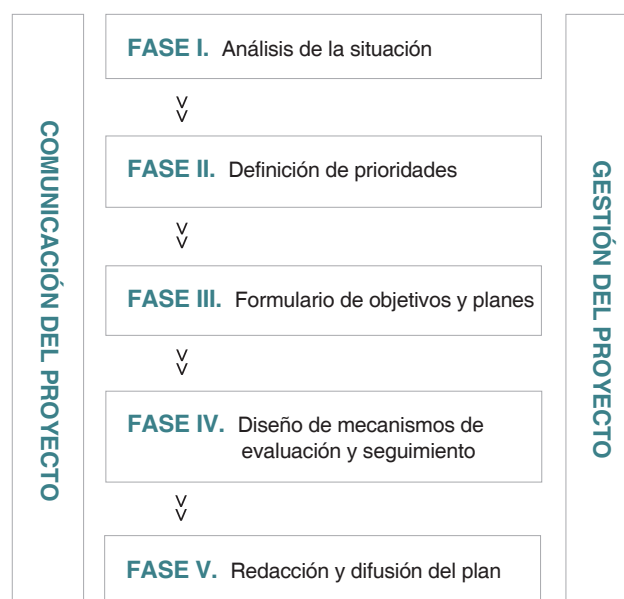 COMUNICACIÓN DEL PROYECTO
FASE I. Análisis de la situación
FASE II. Definición de prioridades
FASE III. Formulario de objetivos y planes
FASE IV. Diseño de mecanismos de
evaluación y seguimiento
FASE V. Redacción y difusión del plan
GESTIÓN DEL PROYECTO